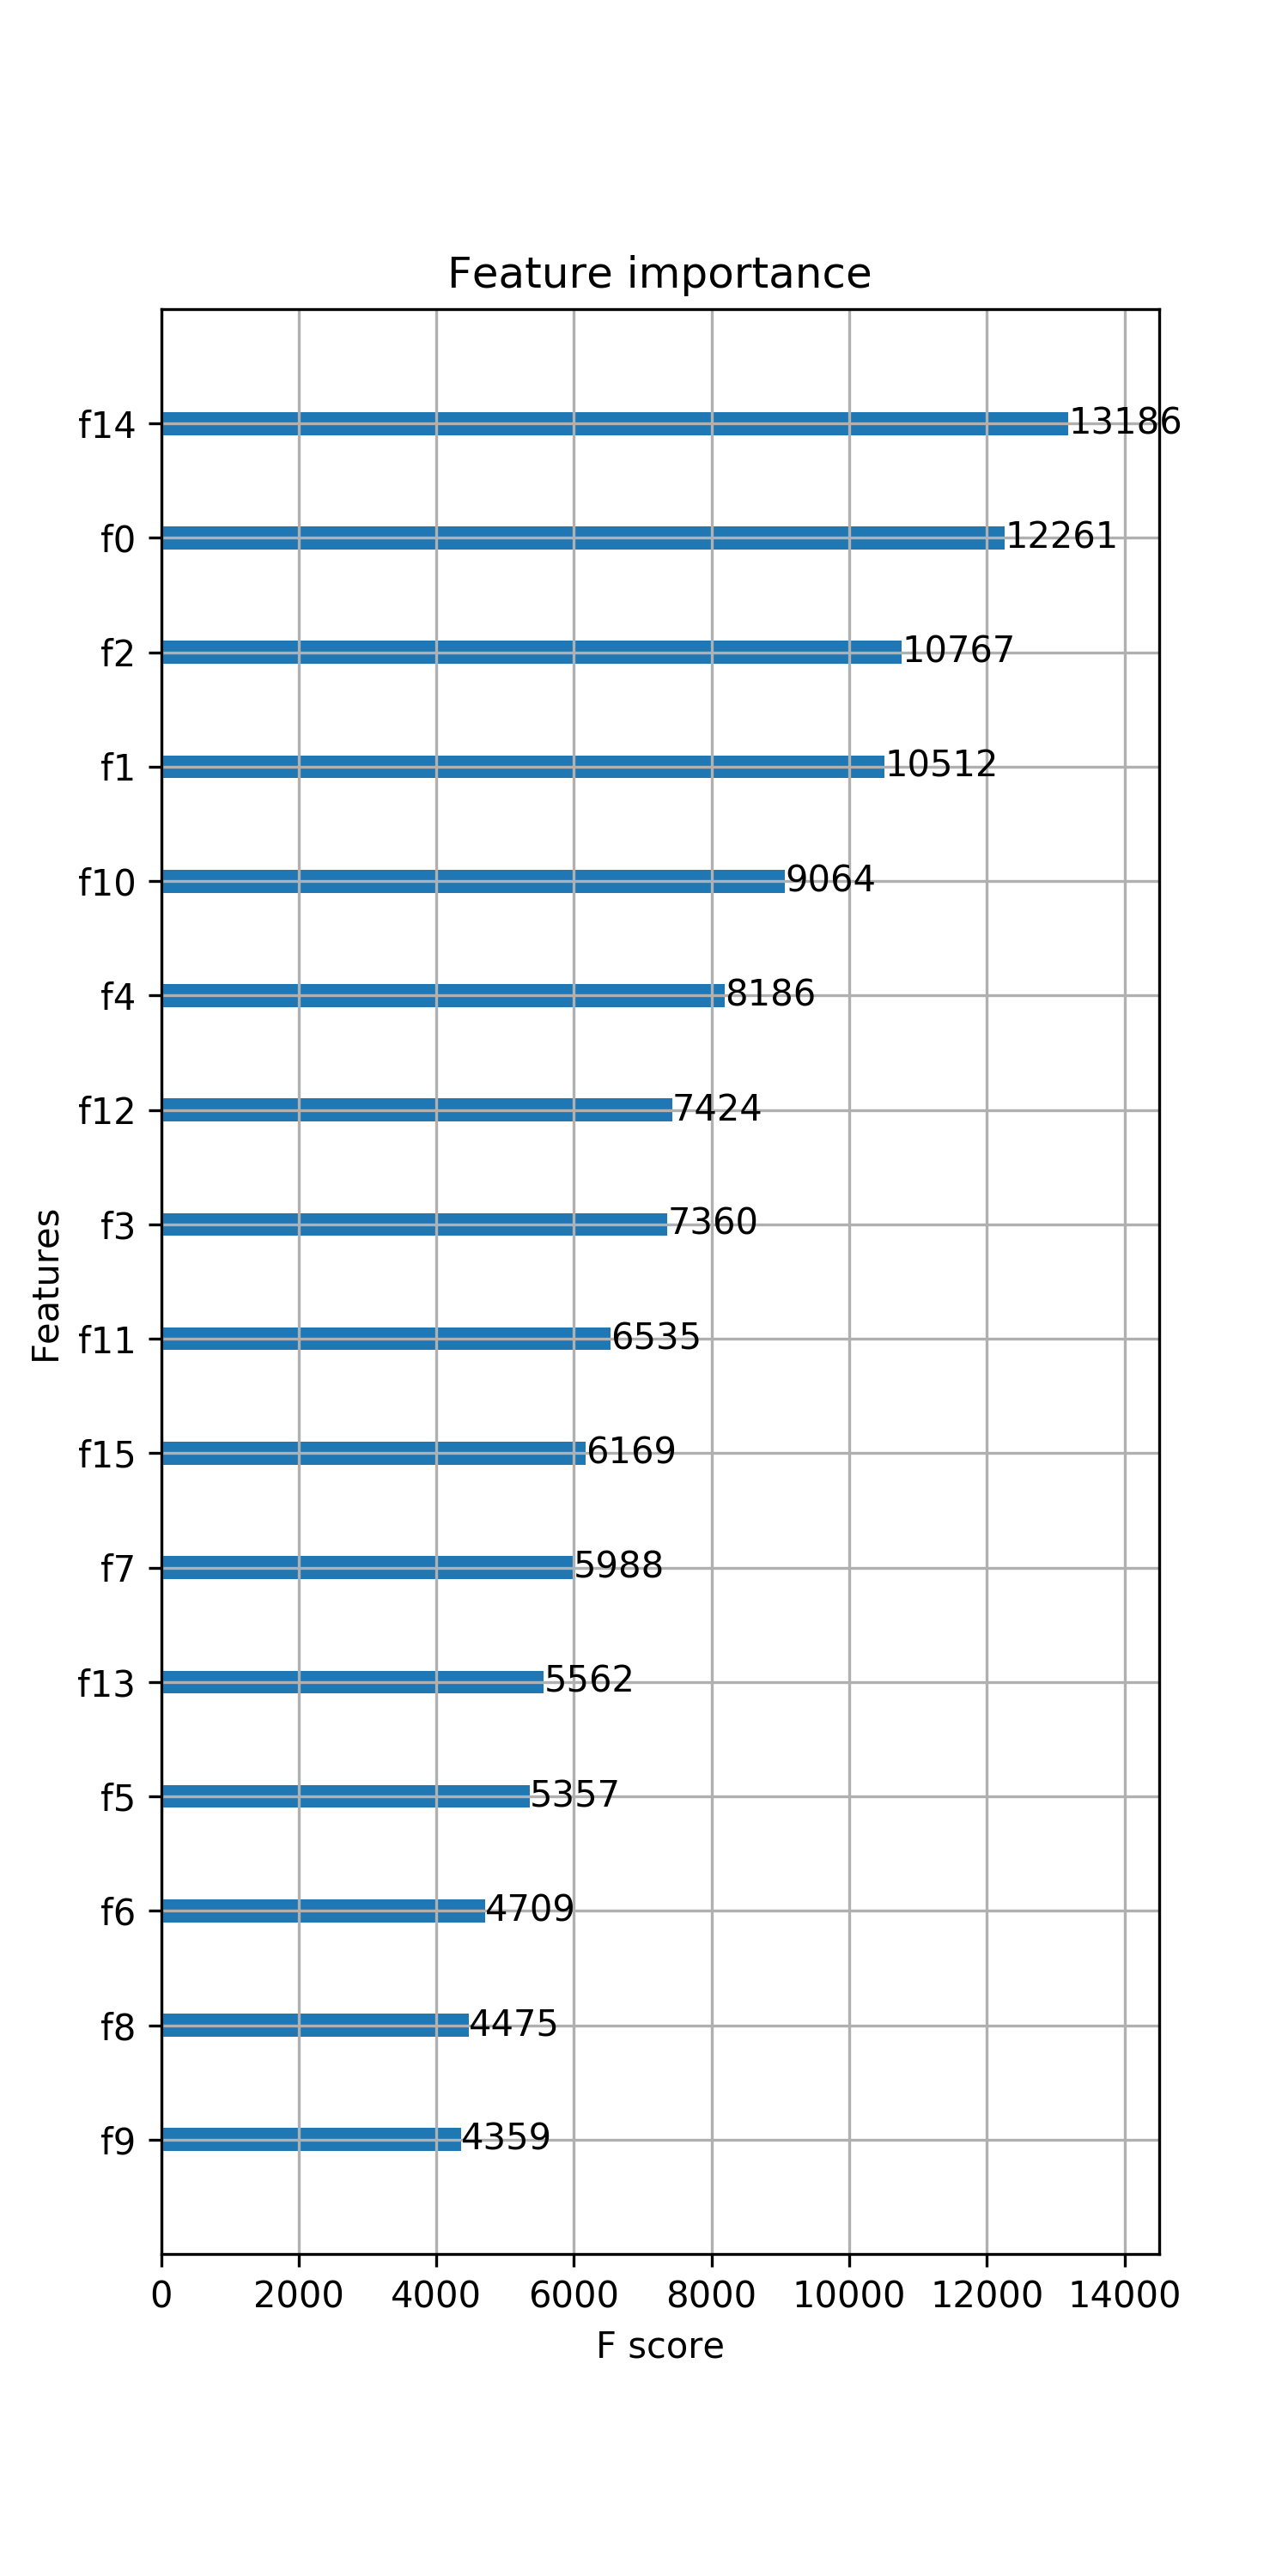 Feature importance
f14 13186
f0 12261
f2 10767
f1 10512
f10 9064
f4 8186
f12 7424
f3 7360
f11 6535
f15 6169
f7 5988
f13 5562
f5 5357
f6 4709
f8 4475
f9 4359
Features
0 2000 4000 6000 8000 10000 12000 14000
F score